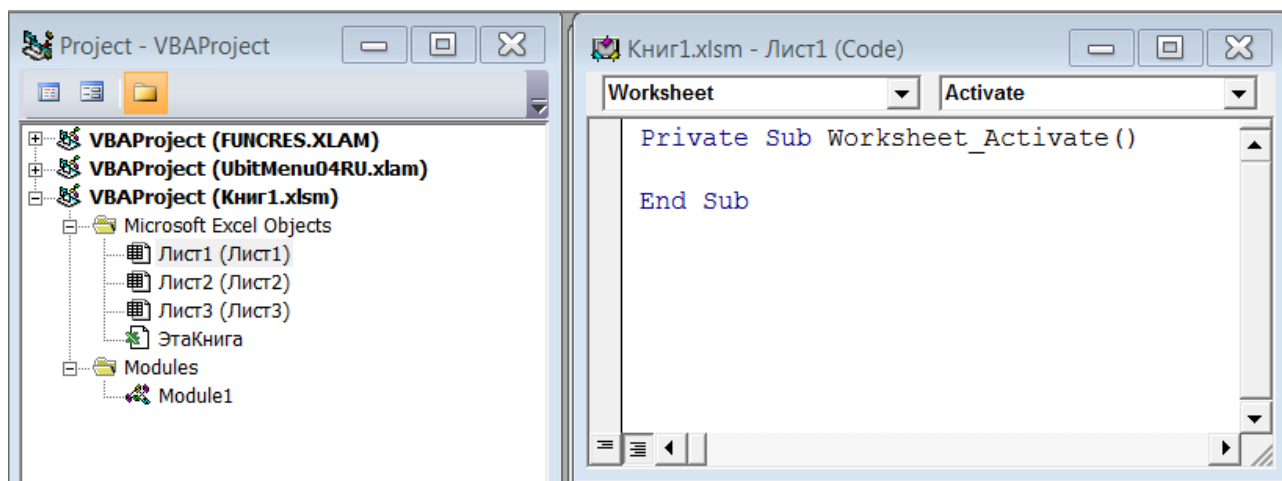 Project - VBAProject
VBAProject (FUNCRES.XLAM)
VBAProject (UbitMenu04RU.xlam)
VBAProject (Книг1.xlsm)
Microsoft Excel Objects
Лист1 (Лист1)
Лист2 (Лист2)
Лист3 (Лист3)
ЭтаКнига
Modules
Module1
Книг1.xlsm - Лист1 (Code)
Worksheet Activate
Private Sub Worksheet_Activate()
End Sub